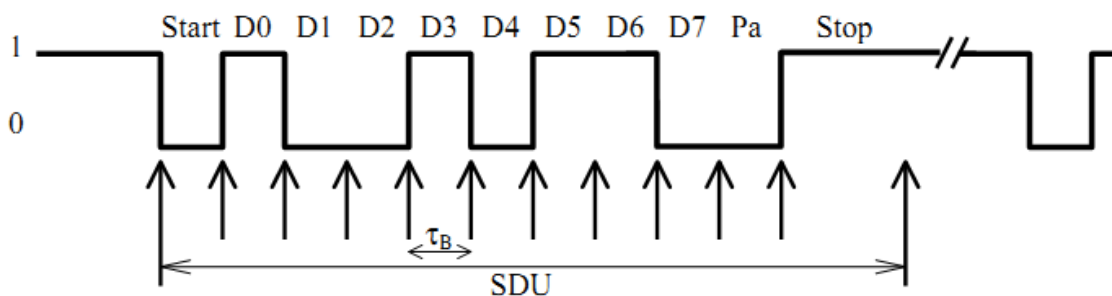 Start D0 D1 D2 D3 D4 D5 D6 D7 Pa Stop
1
0
τB
SDU